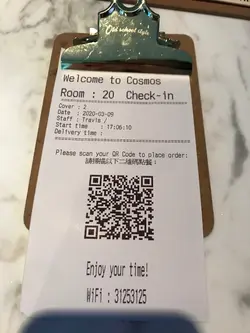 Old school style
Welcome to Cosmos
Room : 20 Check-in
Cover : 2
Date : 2020-03-09
Staff : Travis /
Start time : 17:06:10
Delivery time :
Please scan your QR Code to place order:
請掃描以下二維碼點餐:
Enjoy your time!
WiFi : 31253125